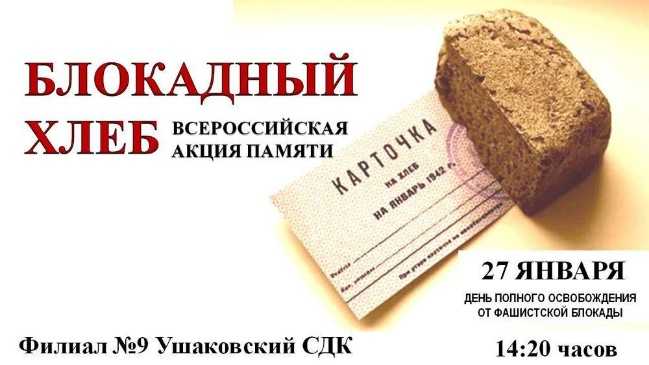 БЛОКАДНЫЙ
ХЛЕБ ВСЕРОССИЙСКАЯ
АКЦИЯ ПАМЯТИ
КАРТОЧКА
НА ХЛЕБ
НА ЯНВАРЬ 1942 г.
27 ЯНВАРЯ
ДЕНЬ ПОЛНОГО ОСВОБОЖДЕНИЯ
ОТ ФАШИСТСКОЙ БЛОКАДЫ
Филиал №9 Ушаковский СДК
14:20 часов